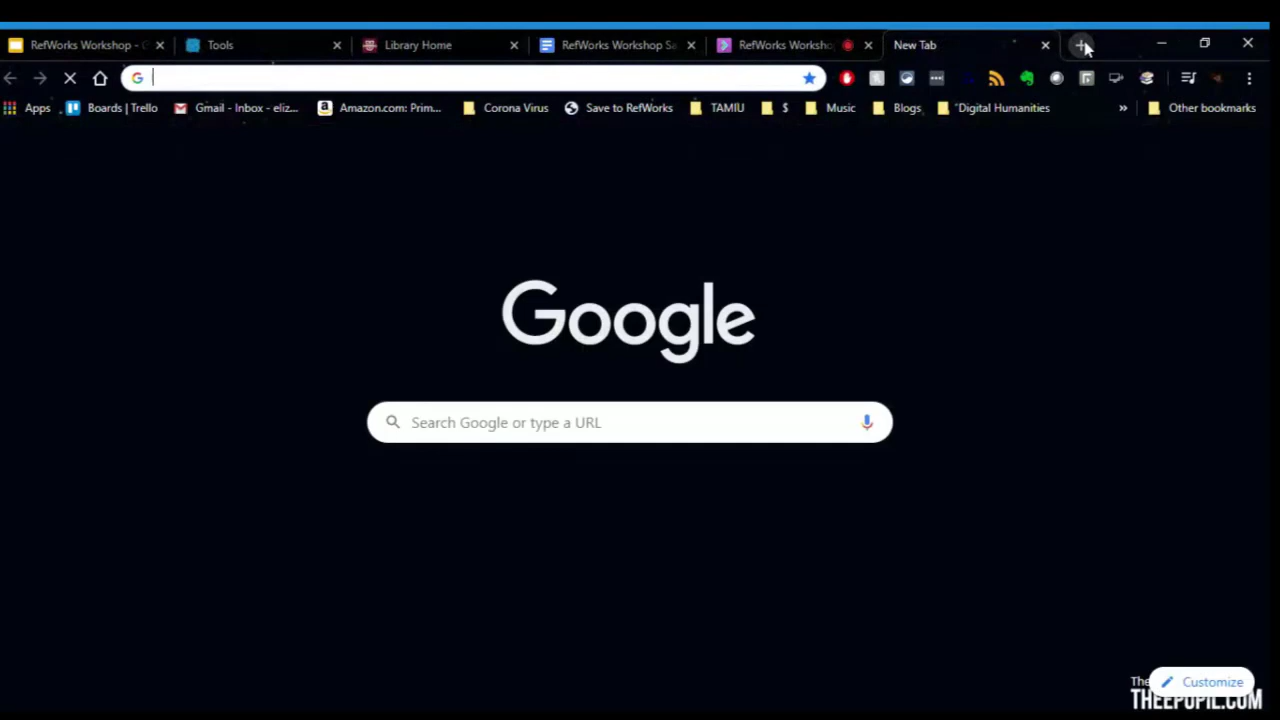 RefWorks Workshop - G
Tools
Library Home
RefWorks Workshop Sa
RefWorks Workshop
New Tab
Apps
Boards | Trello
Gmail - Inbox - eliz...
Amazon.com: Prim...
Corona Virus
Save to RefWorks
TAMIU
$
Music
Blogs
Digital Humanities
»
Other bookmarks
Google
Search Google or type a URL
Customize
THEEPUPIL.COM